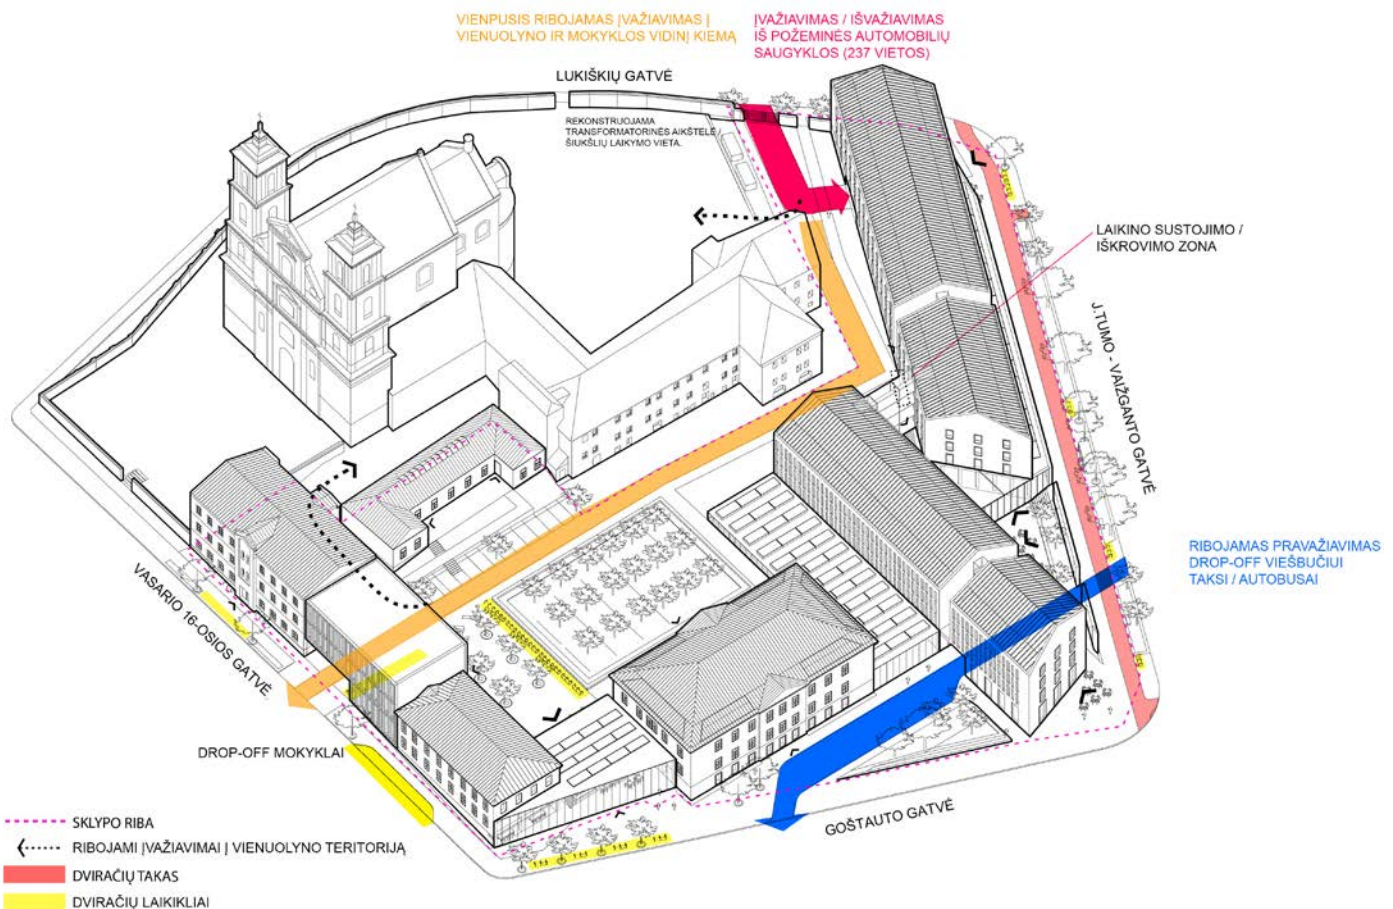 VIENPUSIS RIBOJAMAS ĮVAŽIAVIMAS Į
VIENUOLYNO IR MOKYKLOS VIDINĮ KIEMĄ
ĮVAŽIAVIMAS / IŠVAŽIAVIMAS
IŠ POŽEMINĖS AUTOMOBILIŲ
SAUGYKLOS (237 VIETOS)
LUKIŠKIŲ GATVĖ
REKONSTRUOJAMA
TRANSFORMATORINĖS AIKŠTELĖ /
ŠIUKŠLIŲ LAIKYMO VIETA.
LAIKINO SUSTOJIMO /
IŠKROVIMO ZONA
J.TUMO - VAIŽGANTO GATVĖ
RIBOJAMAS PRAVAŽIAVIMAS
DROP-OFF VIEŠBUČIUI
TAKSI / AUTOBUSAI
VASARIO 16-OSIOS GATVĖ
DROP-OFF MOKYKLAI
GOŠTAUTO GATVĖ
SKLYPO RIBA
RIBOJAMI ĮVAŽIAVIMAI Į VIENUOLYNO TERITORIJĄ
DVIRAČIŲ TAKAS
DVIRAČIŲ LAIKIKLIAI